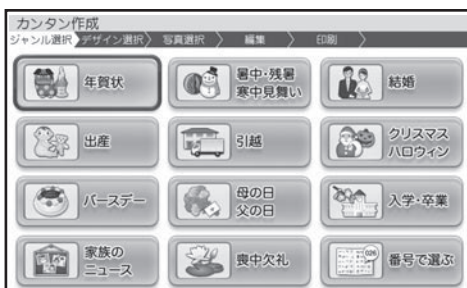 カンタン作成
ジャンル選択 デザイン選択 写真選択 編集 印刷
年賀状
暑中・残暑
寒中見舞い
結婚
出産
引越
クリスマス
ハロウィン
バースデー
母の日
父の日
入学・卒業
家族の
ニュース
喪中欠礼
026
番号で選ぶ